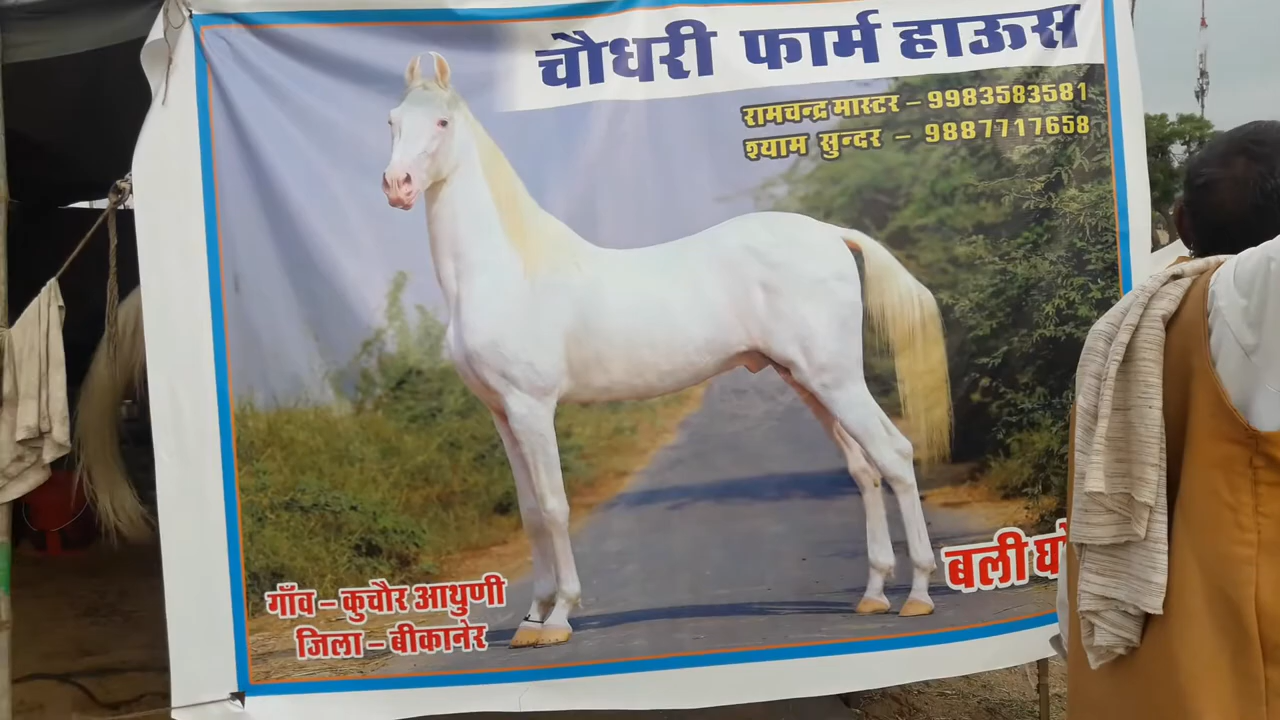 चौधरी फार्म हाऊस
रामचन्द्र मास्टर – 9983583581
श्याम सुन्दर – 9887717658
बली
गाँव – कुचौर आथुणी
जिला – बीकानेर